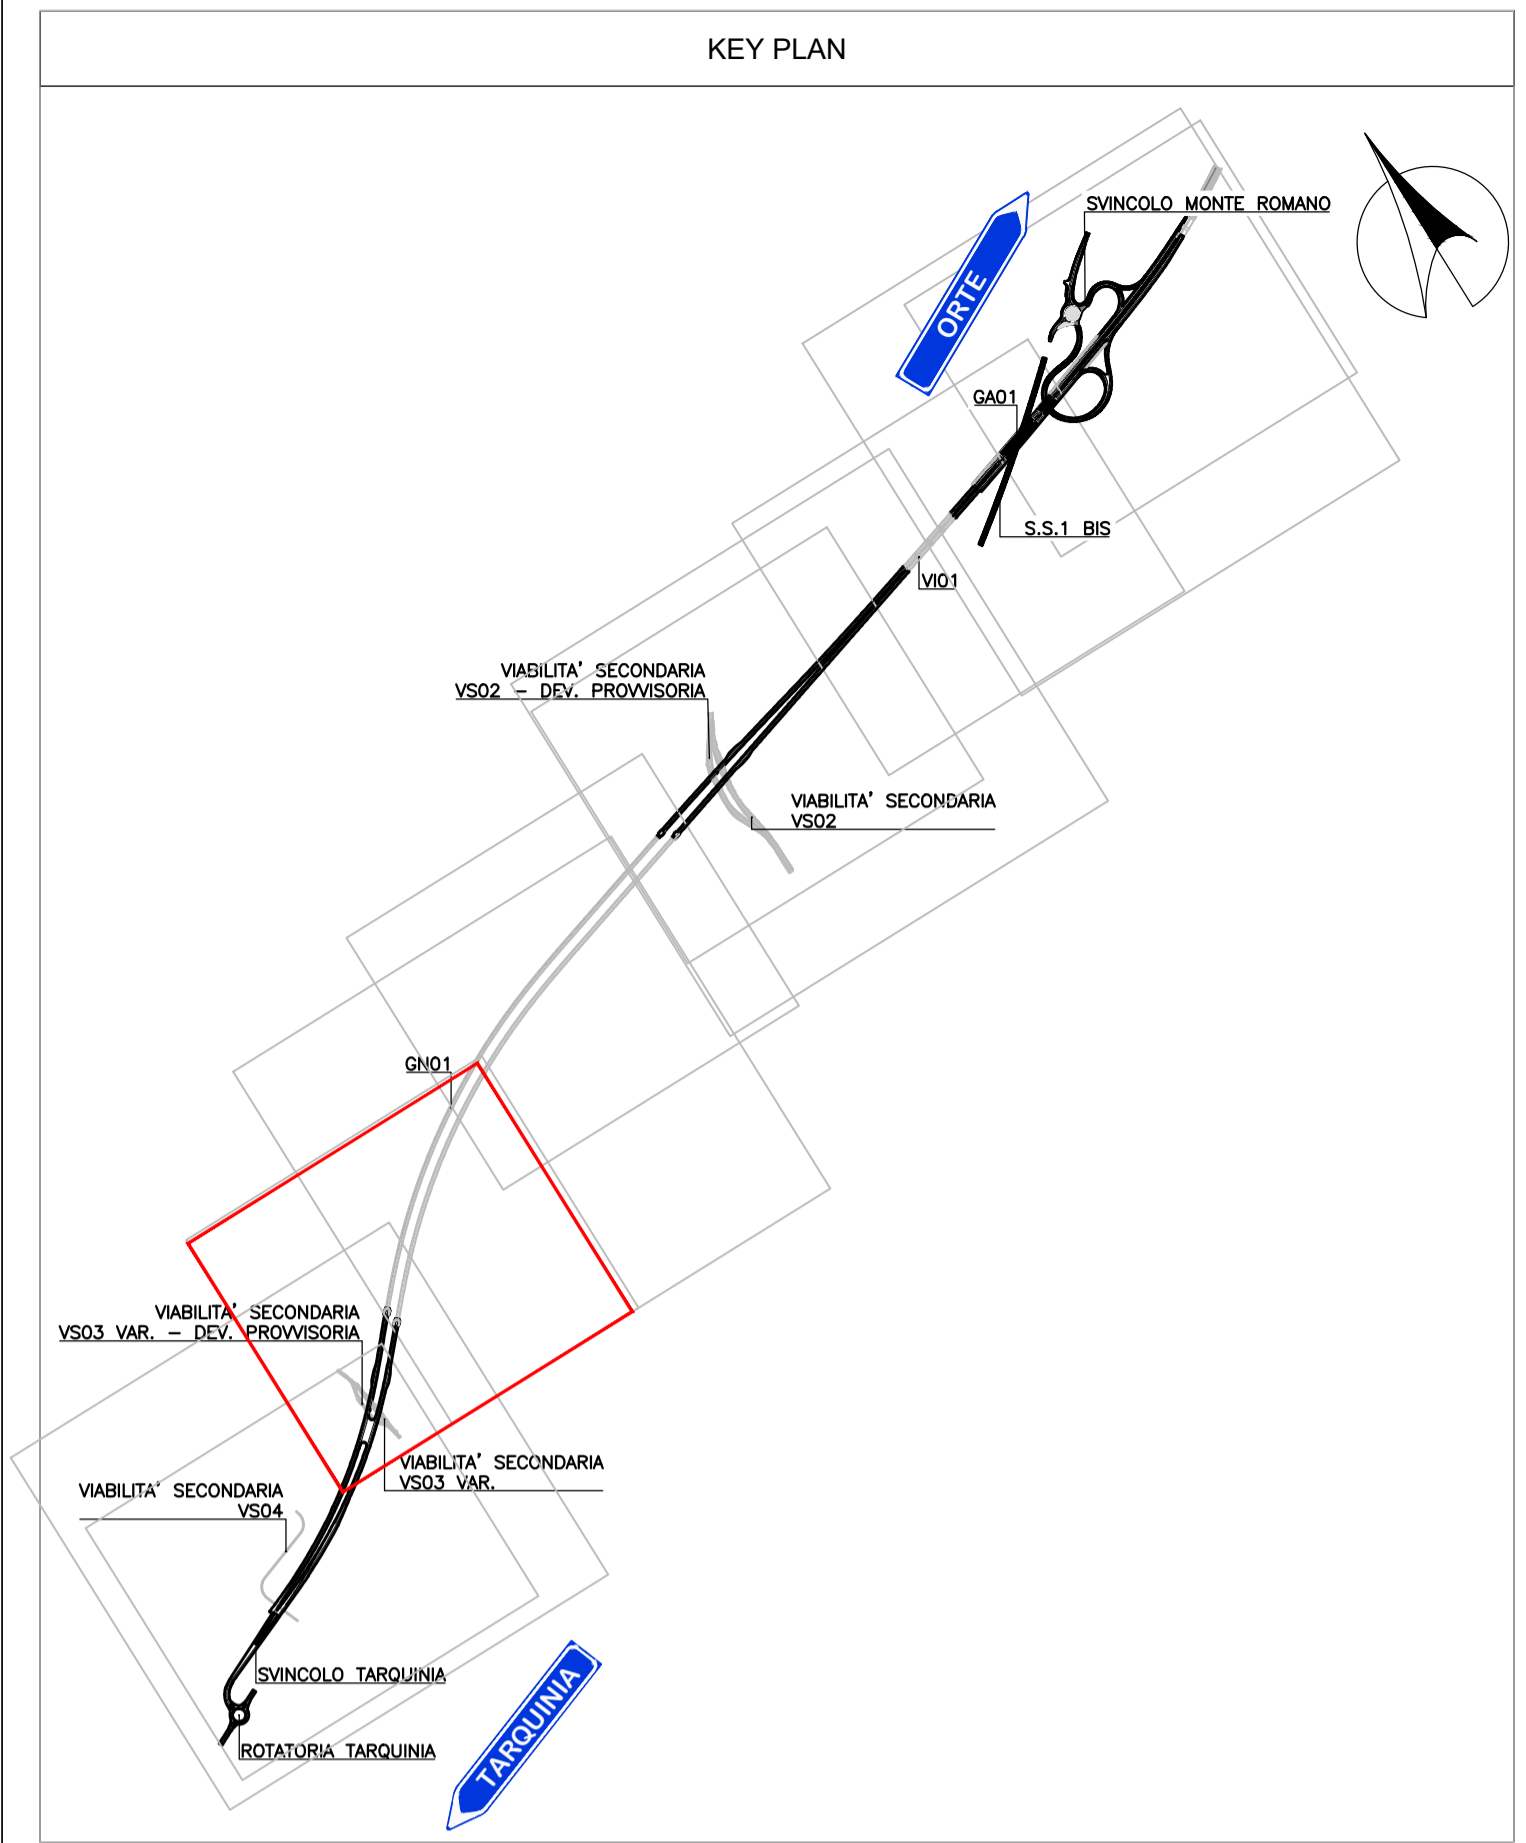 KEY PLAN
SVINCOLO MONTE ROMANO
ORTE
GA01
S.S.1 BIS
VI01
VIABILITA' SECONDARIA
VS02 - DEV. PROVVISORIA
VIABILITA' SECONDARIA
VS02
GN01
VIABILITA' SECONDARIA
VS03 VAR. - DEV. PROVVISORIA
VIABILITA' SECONDARIA
VS03 VAR.
VIABILITA' SECONDARIA
VS04
SVINCOLO TARQUINIA
TARQUINIA
ROTATORIA TARQUINIA